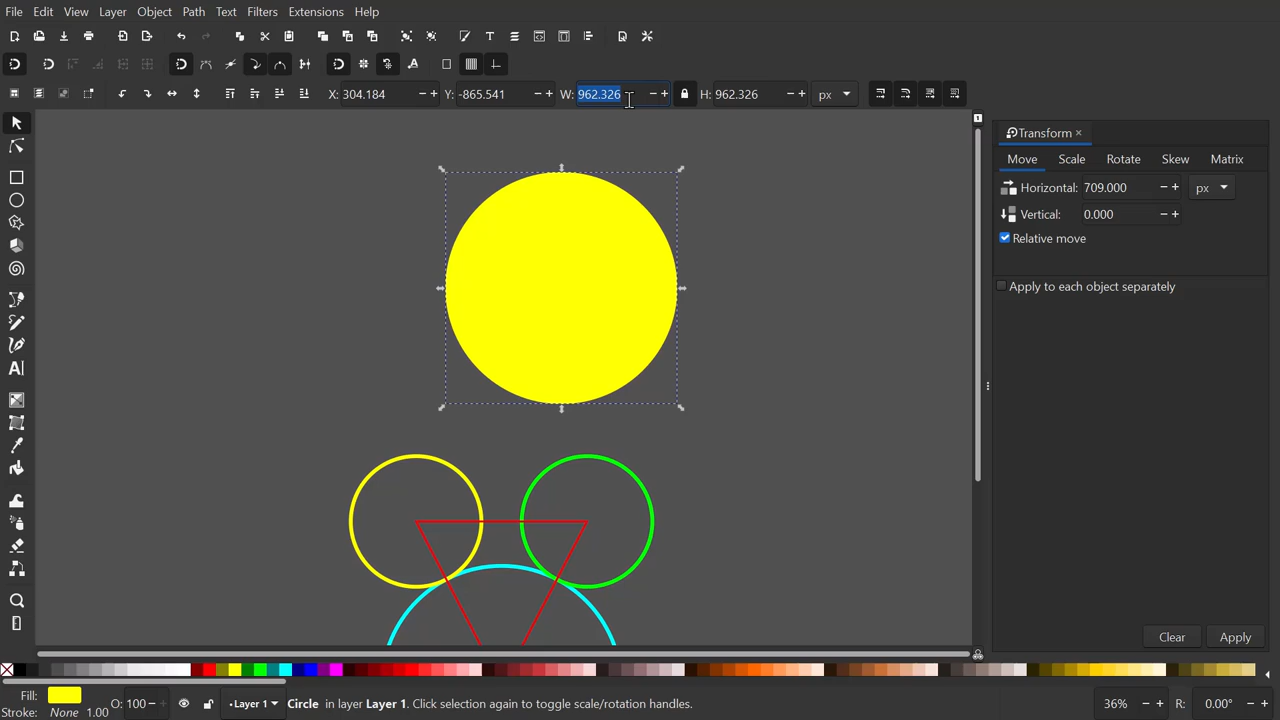 File Edit View Layer Object Path Text Filters Extensions Help
X: 304.184 Y: -865.541 W: 962.326 H: 962.326 px
1
Transform
Move Scale Rotate Skew Matrix
Horizontal: 709.000 px
Vertical: 0.000
Relative move
Apply to each object separately
Clear Apply
Fill:
Stroke: None 1.00
O: 100
Layer 1
Circle in layer Layer 1. Click selection again to toggle scale/rotation handles.
36% R: 0.00°